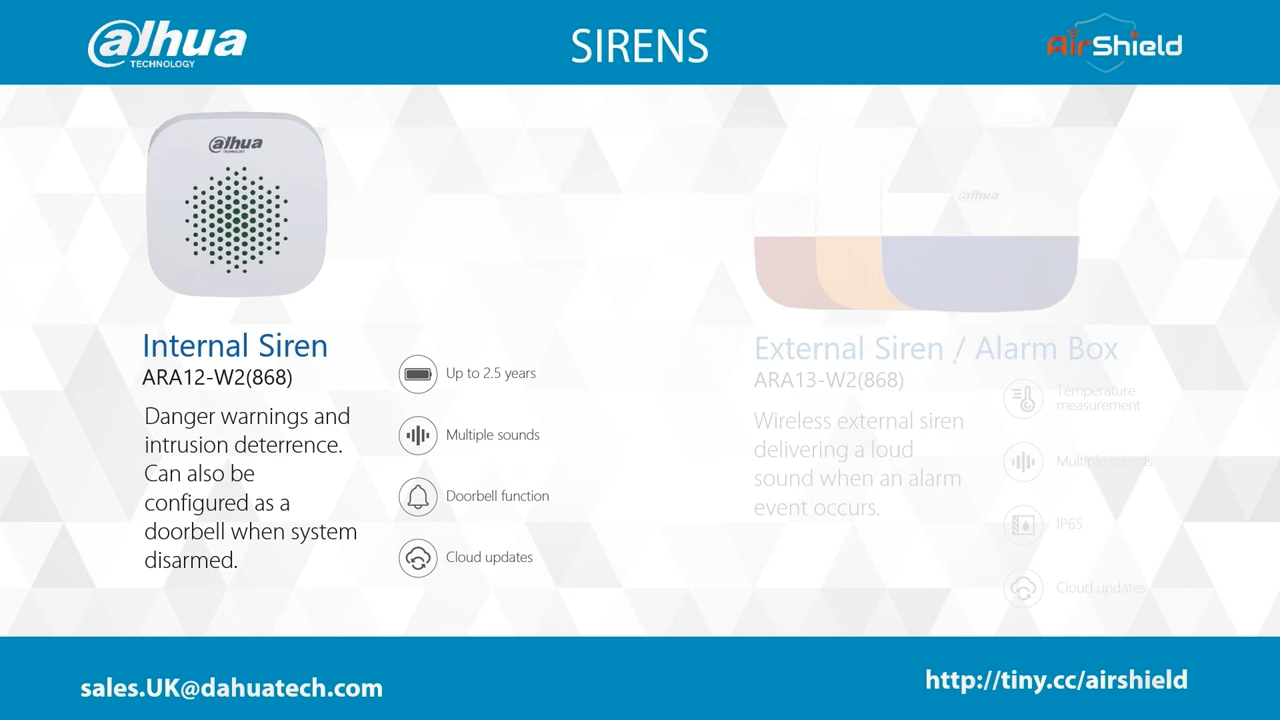 alhua
TECHNOLOGY
SIRENS
AirShield
alhua
TECHNOLOGY
Internal Siren
ARA12-W2(868)
Danger warnings and
intrusion deterrence.
Can also be
configured as a
doorbell when system
disarmed.
Up to 2.5 years
Multiple sounds
Doorbell function
Cloud updates
alhua
External Siren / Alarm Box
ARA13-W2(868)
Wireless external siren
delivering a loud
sound when an alarm
event occurs.
Temperature
measurement
Multiple sounds
IP65
Cloud updates
sales.UK@dahuatech.com
http://tiny.cc/airshield